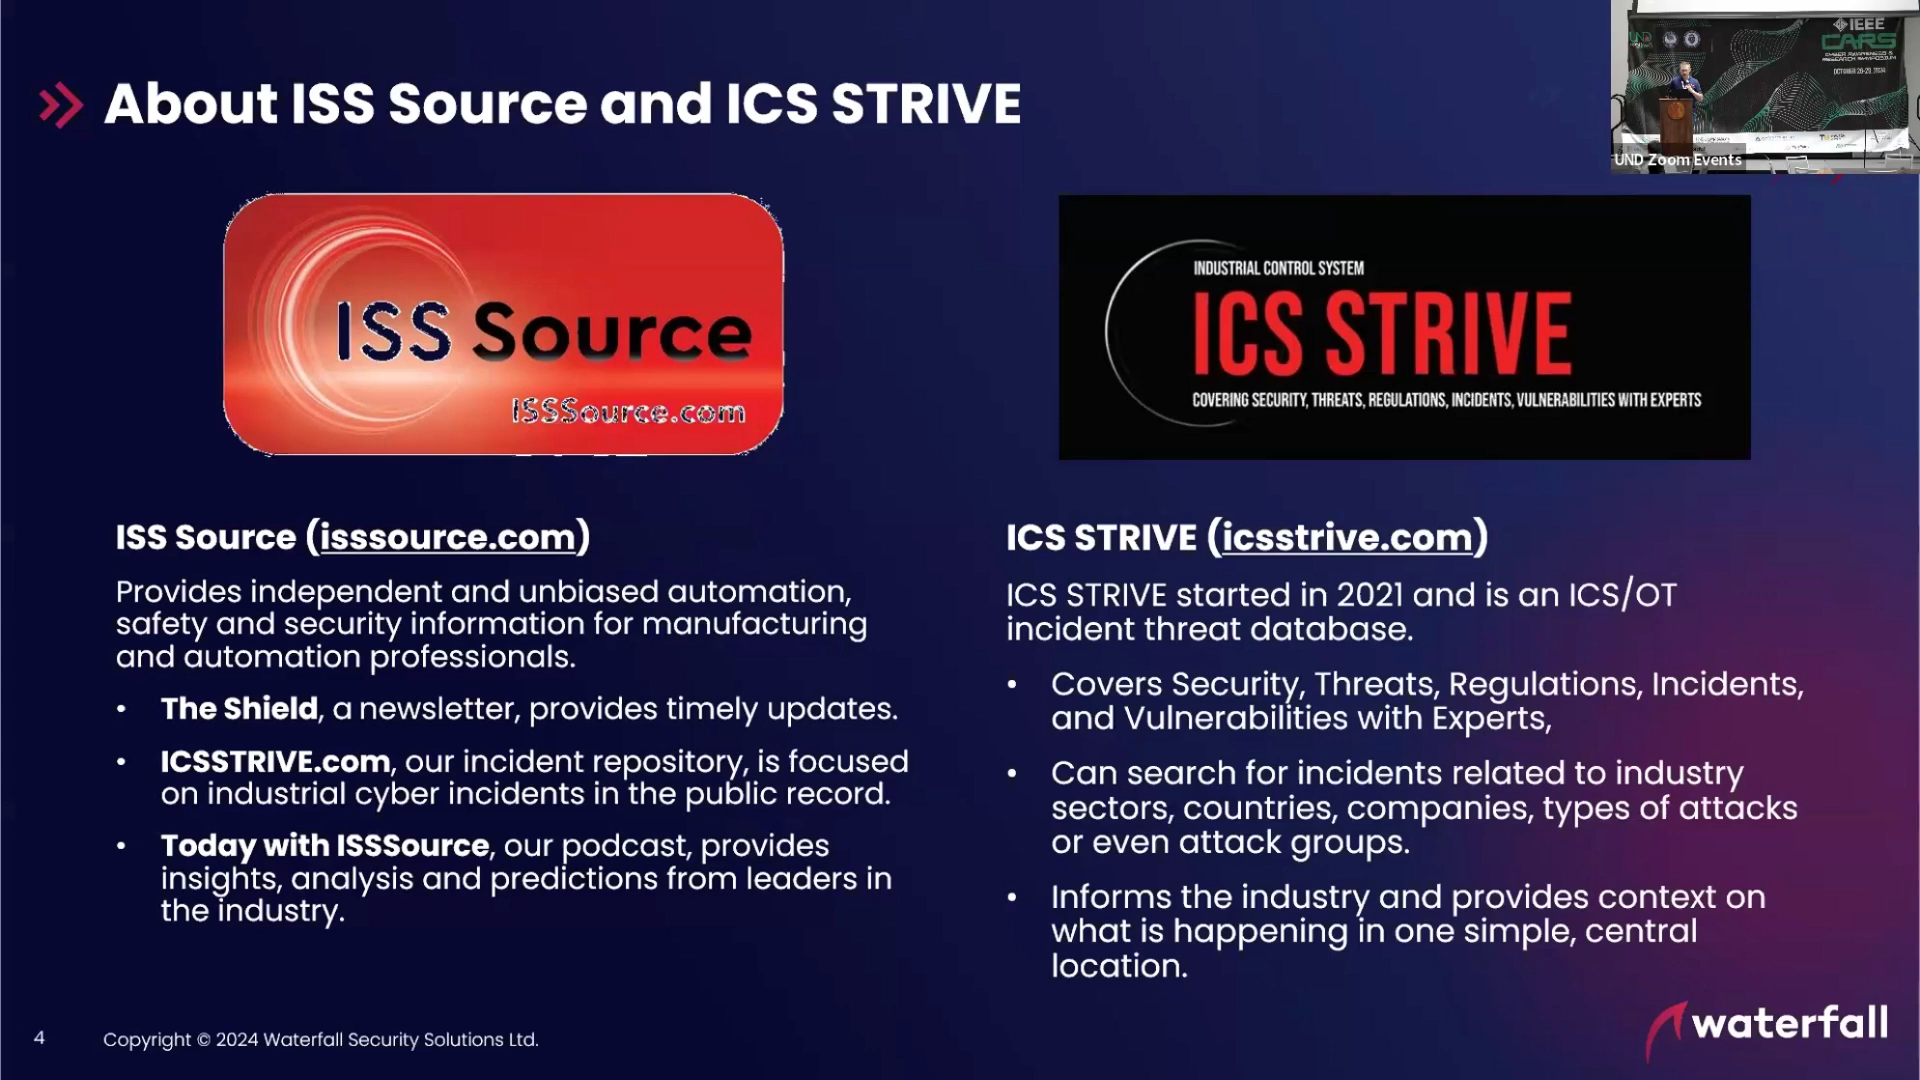 About ISS Source and ICS STRIVE
IEEE
CARS
OCTOBER 28-29, 2024
UND Zoom Events
ISS Source
ISSSource.com
INDUSTRIAL CONTROL SYSTEM
ICS STRIVE
COVERING SECURITY, THREATS, REGULATIONS, INCIDENTS, VULNERABILITIES WITH EXPERTS
ISS Source (isssource.com)
Provides independent and unbiased automation,
safety and security information for manufacturing
and automation professionals.
• The Shield, a newsletter, provides timely updates.
• ICSSTRIVE.com, our incident repository, is focused
on industrial cyber incidents in the public record.
• Today with ISSSource, our podcast, provides
insights, analysis and predictions from leaders in
the industry.
ICS STRIVE (icsstrive.com)
ICS STRIVE started in 2021 and is an ICS/OT
incident threat database.
• Covers Security, Threats, Regulations, Incidents,
and Vulnerabilities with Experts,
• Can search for incidents related to industry
sectors, countries, companies, types of attacks
or even attack groups.
• Informs the industry and provides context on
what is happening in one simple, central
location.
4
Copyright © 2024 Waterfall Security Solutions Ltd.
waterfall